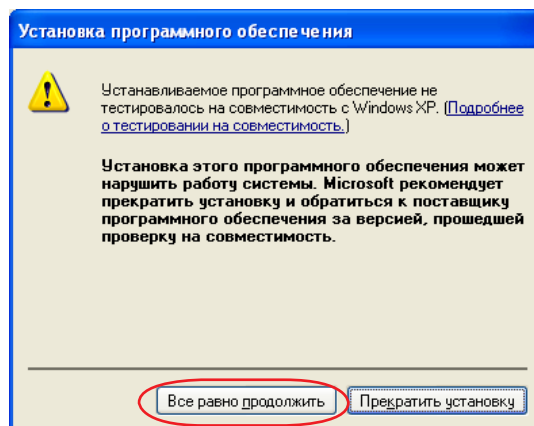 Установка программного обеспечения
Устанавливаемое программное обеспечение не
тестировалось на совместимость с Windows XP. (Подробнее
о тестировании на совместимость.)
Установка этого программного обеспечения может
нарушить работу системы. Microsoft рекомендует
прекратить установку и обратиться к поставщику
программного обеспечения за версией, прошедшей
проверку на совместимость.
Все равно продолжить
Прекратить установку